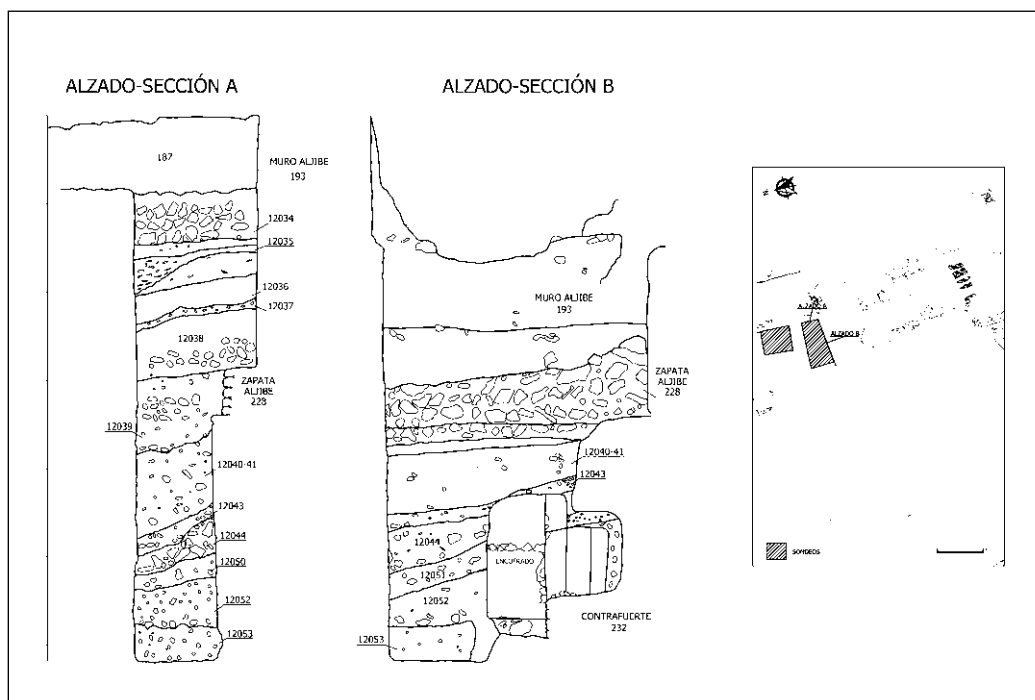 ALZADO-SECCIÓN A
187
MURO ALJIBE
193
12034
12035
12036
12037
12038
ZAPATA
ALJIBE
228
12039
12040-41
12043
12044
12050
12052
12053
ALZADO-SECCIÓN B
MURO ALJIBE
193
ZAPATA
ALJIBE
228
12040-41
12043
12044
12051
12052
ENCOFRADO
CONTRAFUERTE
232
12053
ALZADO A
ALZADO B
SONDEOS